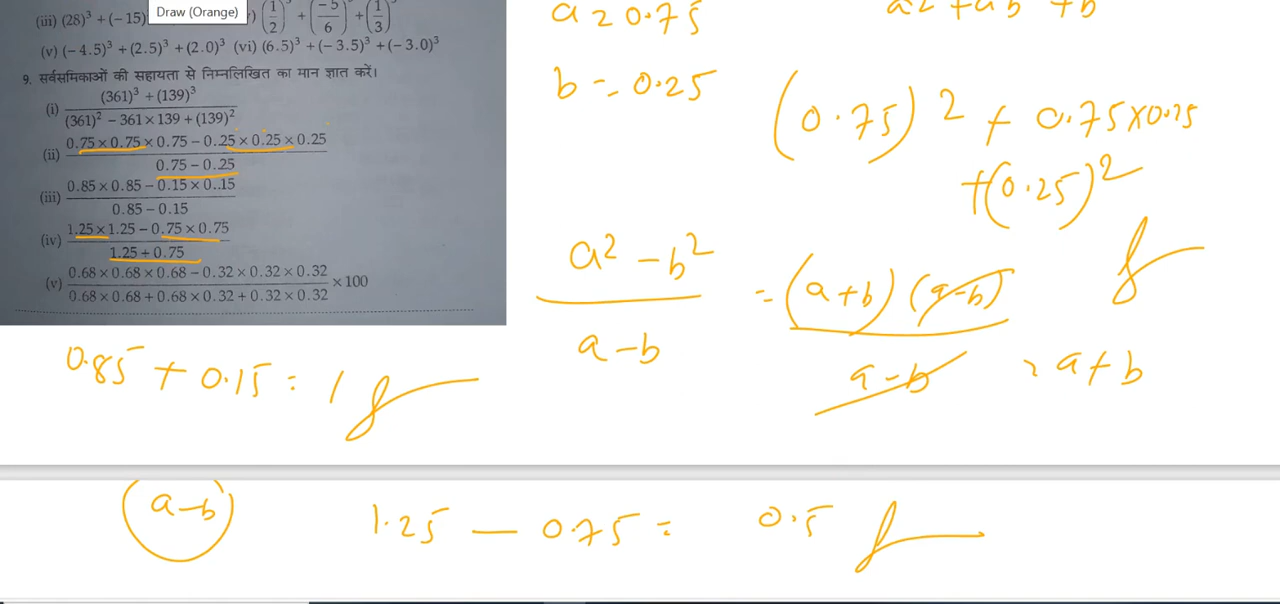 (iii) (28)³ + (− 15)
Draw (Orange)
) (1/2)³ + (−5/6)³ + (1/3)³
(v) (− 4.5)³ + (2.5)³ + (2.0)³ (vi) (6.5)³ + (− 3.5)³ + (− 3.0)³
9. सर्वसमिकाओं की सहायता से निम्नलिखित का मान ज्ञात करें।
(i) (361)³ + (139)³
(361)² − 361 × 139 + (139)²
(ii) 0.75 × 0.75 × 0.75 − 0.25 × 0.25 × 0.25
0.75 − 0.25
(iii) 0.85 × 0.85 − 0.15 × 0..15
0.85 − 0.15
(iv) 1.25 × 1.25 − 0.75 × 0.75
1.25 + 0.75
(v) 0.68 × 0.68 × 0.68 − 0.32 × 0.32 × 0.32 × 100
0.68 × 0.68 + 0.68 × 0.32 + 0.32 × 0.32
a = 0.75
b = 0.25
a² + ab + b
(0.75)² + 0.75×0.25
+(0.25)²
a² − b²
a − b
= (a+b) (a−b)
a − b
= a + b
0.85 + 0.15 = 1
(a−b)
1.25 − 0.75 = 0.5